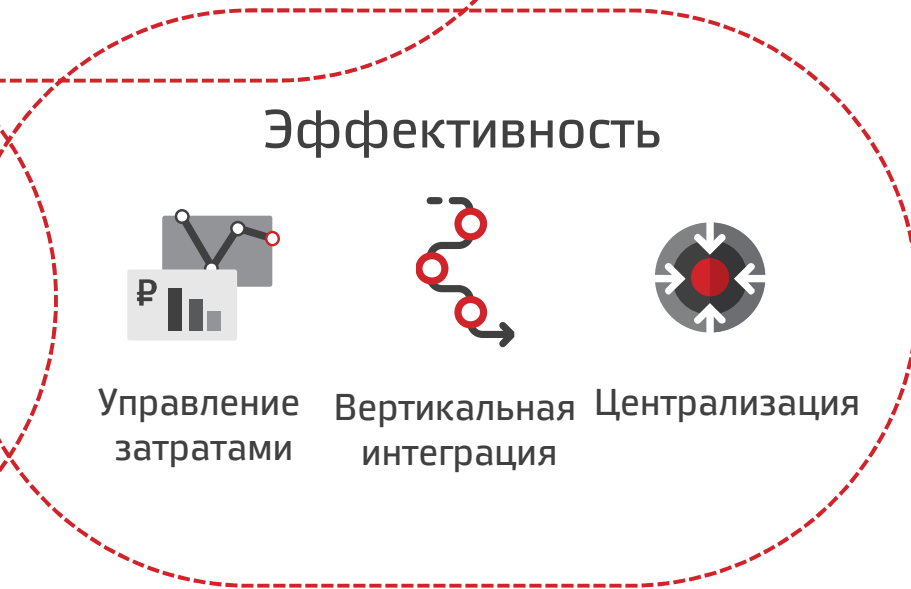 Эффективность
₽
Управление
затратами
Вертикальная
интеграция
Централизация